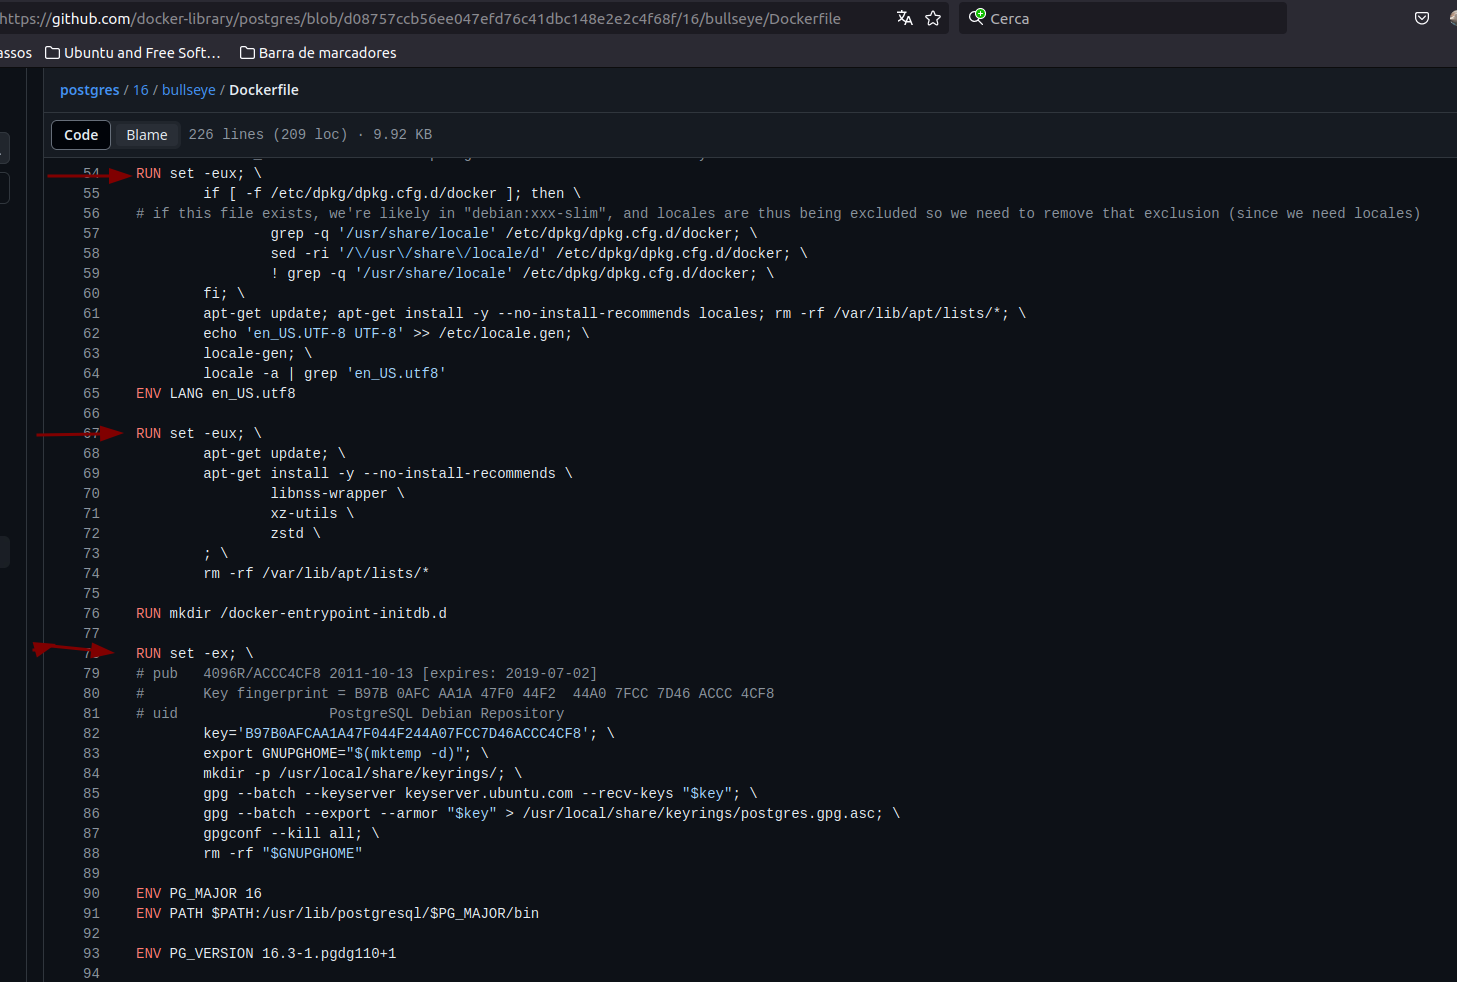 https://github.com/docker-library/postgres/blob/d08757ccb56ee047efd76c41dbc148e2e2c4f68f/16/bullseye/Dockerfile
Cerca
assos Ubuntu and Free Soft… Barra de marcadores
postgres / 16 / bullseye / Dockerfile
Code Blame 226 lines (209 loc) · 9.92 KB
54 RUN set -eux; \
55 if [ -f /etc/dpkg/dpkg.cfg.d/docker ]; then \
56 # if this file exists, we're likely in "debian:xxx-slim", and locales are thus being excluded so we need to remove that exclusion (since we need locales)
57 grep -q '/usr/share/locale' /etc/dpkg/dpkg.cfg.d/docker; \
58 sed -ri '/\/usr\/share\/locale/d' /etc/dpkg/dpkg.cfg.d/docker; \
59 ! grep -q '/usr/share/locale' /etc/dpkg/dpkg.cfg.d/docker; \
60 fi; \
61 apt-get update; apt-get install -y --no-install-recommends locales; rm -rf /var/lib/apt/lists/*; \
62 echo 'en_US.UTF-8 UTF-8' >> /etc/locale.gen; \
63 locale-gen; \
64 locale -a | grep 'en_US.utf8'
65 ENV LANG en_US.utf8
66
67 RUN set -eux; \
68 apt-get update; \
69 apt-get install -y --no-install-recommends \
70 libnss-wrapper \
71 xz-utils \
72 zstd \
73 ; \
74 rm -rf /var/lib/apt/lists/*
75
76 RUN mkdir /docker-entrypoint-initdb.d
77
78 RUN set -ex; \
79 # pub 4096R/ACCC4CF8 2011-10-13 [expires: 2019-07-02]
80 # Key fingerprint = B97B 0AFC AA1A 47F0 44F2 44A0 7FCC 7D46 ACCC 4CF8
81 # uid PostgreSQL Debian Repository
82 key='B97B0AFCAA1A47F044F244A07FCC7D46ACCC4CF8'; \
83 export GNUPGHOME="$(mktemp -d)"; \
84 mkdir -p /usr/local/share/keyrings/; \
85 gpg --batch --keyserver keyserver.ubuntu.com --recv-keys "$key"; \
86 gpg --batch --export --armor "$key" > /usr/local/share/keyrings/postgres.gpg.asc; \
87 gpgconf --kill all; \
88 rm -rf "$GNUPGHOME"
89
90 ENV PG_MAJOR 16
91 ENV PATH $PATH:/usr/lib/postgresql/$PG_MAJOR/bin
92
93 ENV PG_VERSION 16.3-1.pgdg110+1
94